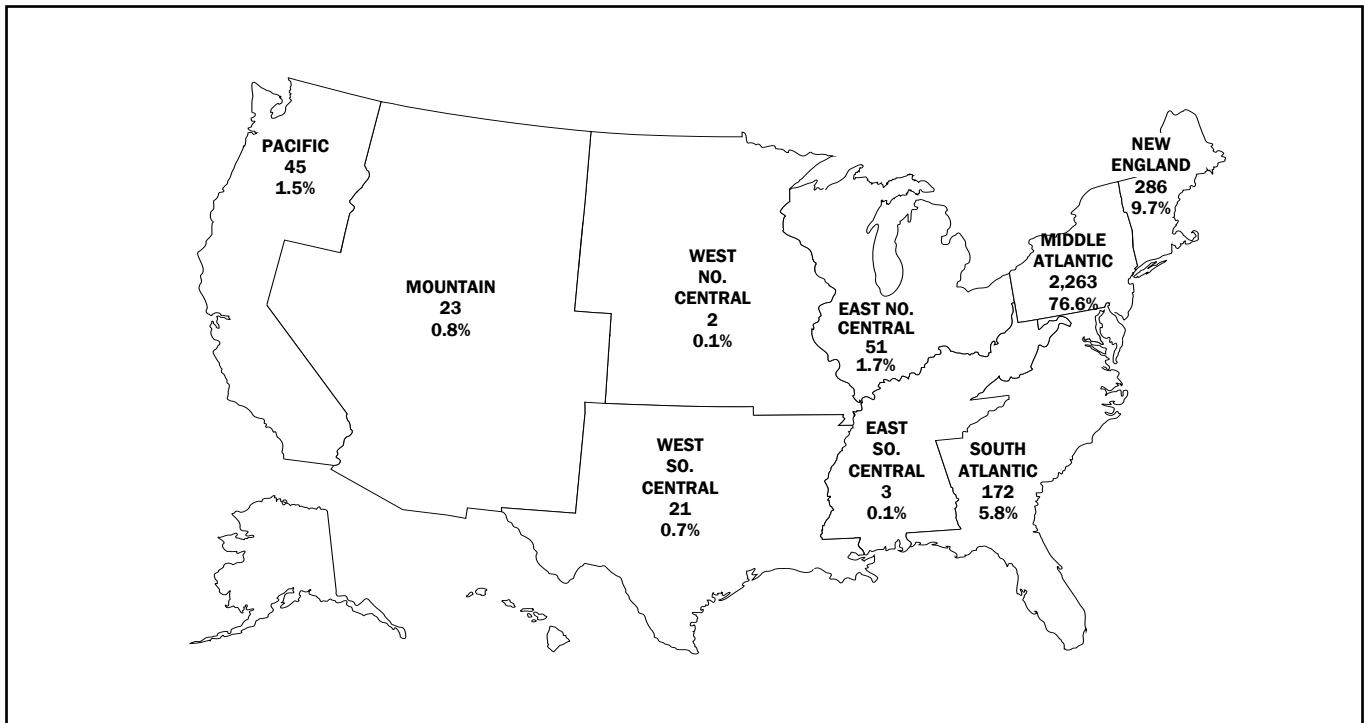 PACIFIC
45
1.5%
MOUNTAIN
23
0.8%
WEST
NO.
CENTRAL
2
0.1%
EAST NO.
CENTRAL
51
1.7%
NEW
ENGLAND
286
9.7%
MIDDLE
ATLANTIC
2,263
76.6%
WEST
SO.
CENTRAL
21
0.7%
EAST
SO.
CENTRAL
3
0.1%
SOUTH
ATLANTIC
172
5.8%